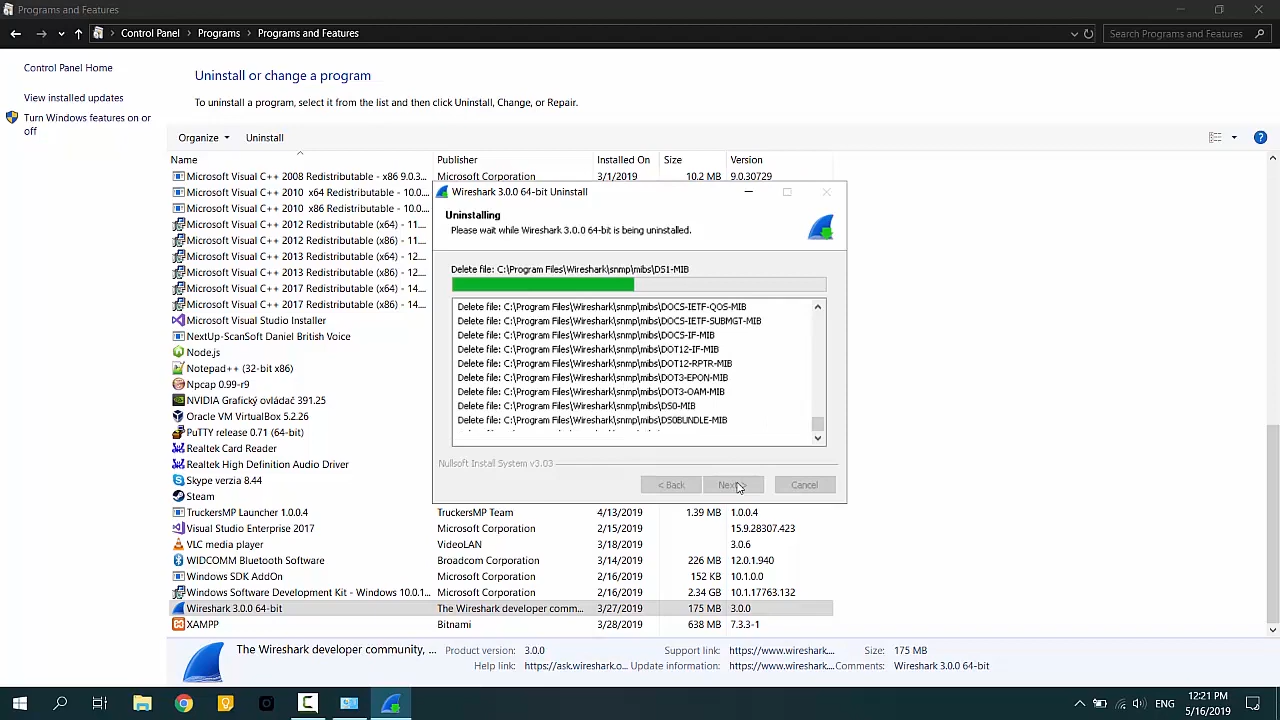 Programs and Features
Control Panel Programs Programs and Features
Search Programs and Features
Control Panel Home
View installed updates
Turn Windows features on or
off
Uninstall or change a program
To uninstall a program, select it from the list and then click Uninstall, Change, or Repair.
Organize Uninstall
Name Publisher Installed On Size Version
Microsoft Visual C++ 2008 Redistributable - x86 9.0.3... Microsoft Corporation 3/1/2019 10.2 MB 9.0.30729
Microsoft Visual C++ 2010 x64 Redistributable - 10.0....
Microsoft Visual C++ 2010 x86 Redistributable - 10.0....
Microsoft Visual C++ 2012 Redistributable (x64) - 11....
Microsoft Visual C++ 2012 Redistributable (x86) - 11....
Microsoft Visual C++ 2013 Redistributable (x64) - 12....
Microsoft Visual C++ 2013 Redistributable (x86) - 12....
Microsoft Visual C++ 2017 Redistributable (x64) - 14....
Microsoft Visual C++ 2017 Redistributable (x86) - 14....
Microsoft Visual Studio Installer
NextUp-ScanSoft Daniel British Voice
Node.js
Notepad++ (32-bit x86)
Npcap 0.99-r9
NVIDIA Grafický ovládač 391.25
Oracle VM VirtualBox 5.2.26
PuTTY release 0.71 (64-bit)
Realtek Card Reader
Realtek High Definition Audio Driver
Skype verzia 8.44
Steam
TruckersMP Launcher 1.0.0.4 TruckersMP Team 4/13/2019 1.39 MB 1.0.0.4
Visual Studio Enterprise 2017 Microsoft Corporation 2/15/2019 15.9.28307.423
VLC media player VideoLAN 3/18/2019 3.0.6
WIDCOMM Bluetooth Software Broadcom Corporation 3/14/2019 226 MB 12.0.1.940
Windows SDK AddOn Microsoft Corporation 2/16/2019 152 KB 10.1.0.0
Windows Software Development Kit - Windows 10.0.1... Microsoft Corporation 2/16/2019 2.34 GB 10.1.17763.132
Wireshark 3.0.0 64-bit The Wireshark developer comm... 3/27/2019 175 MB 3.0.0
XAMPP Bitnami 3/28/2019 638 MB 7.3.3-1
Wireshark 3.0.0 64-bit Uninstall
Uninstalling
Please wait while Wireshark 3.0.0 64-bit is being uninstalled.
Delete file: C:\Program Files\Wireshark\snmp\mibs\DS1-MIB
Delete file: C:\Program Files\Wireshark\snmp\mibs\DOCS-IETF-QOS-MIB
Delete file: C:\Program Files\Wireshark\snmp\mibs\DOCS-IETF-SUBMGT-MIB
Delete file: C:\Program Files\Wireshark\snmp\mibs\DOCS-IF-MIB
Delete file: C:\Program Files\Wireshark\snmp\mibs\DOT12-IF-MIB
Delete file: C:\Program Files\Wireshark\snmp\mibs\DOT12-RPTR-MIB
Delete file: C:\Program Files\Wireshark\snmp\mibs\DOT3-EPON-MIB
Delete file: C:\Program Files\Wireshark\snmp\mibs\DOT3-OAM-MIB
Delete file: C:\Program Files\Wireshark\snmp\mibs\DS0-MIB
Delete file: C:\Program Files\Wireshark\snmp\mibs\DS0BUNDLE-MIB
Nullsoft Install System v3.03
< Back Next > Cancel
The Wireshark developer community, ... Product version: 3.0.0 Support link: https://www.wireshark.... Size: 175 MB
Help link: https://ask.wireshark.o... Update information: https://www.wireshark.... Comments: Wireshark 3.0.0 64-bit
ENG
12:21 PM
5/16/2019